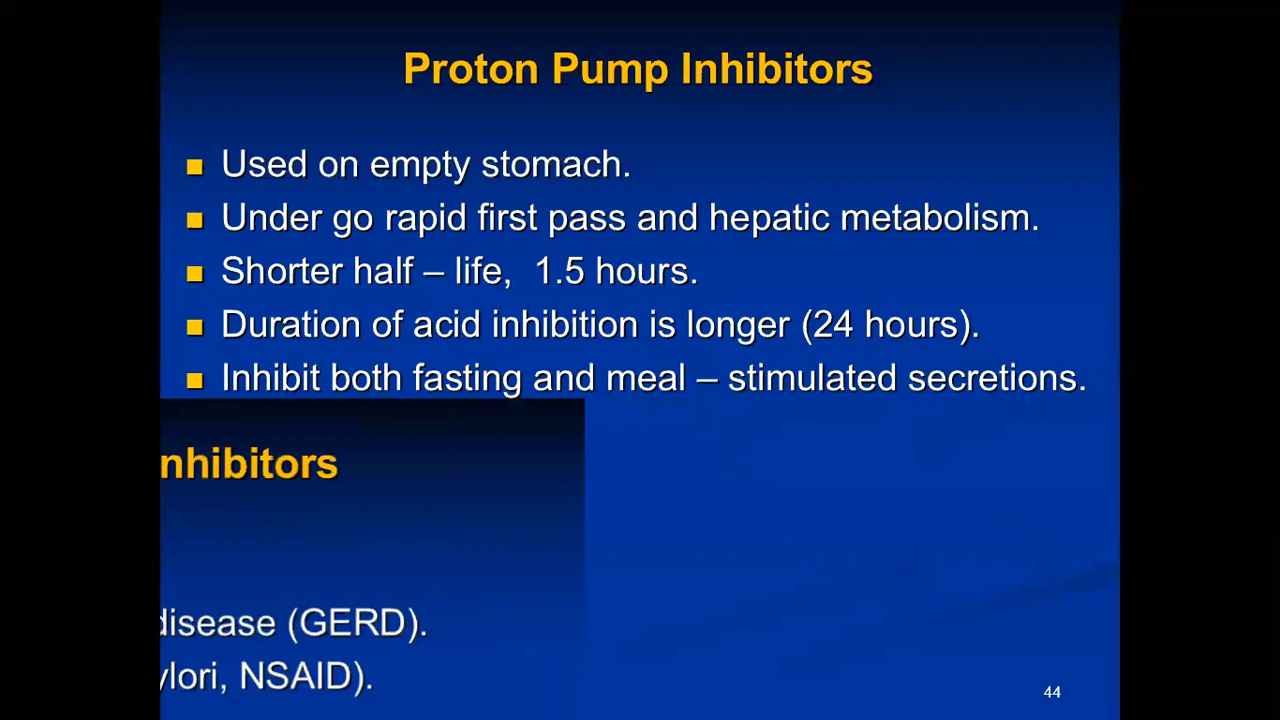 Proton Pump Inhibitors
Used on empty stomach.
Under go rapid first pass and hepatic metabolism.
Shorter half – life, 1.5 hours.
Duration of acid inhibition is longer (24 hours).
Inhibit both fasting and meal – stimulated secretions.
nhibitors
disease (GERD).
ylori, NSAID).
44